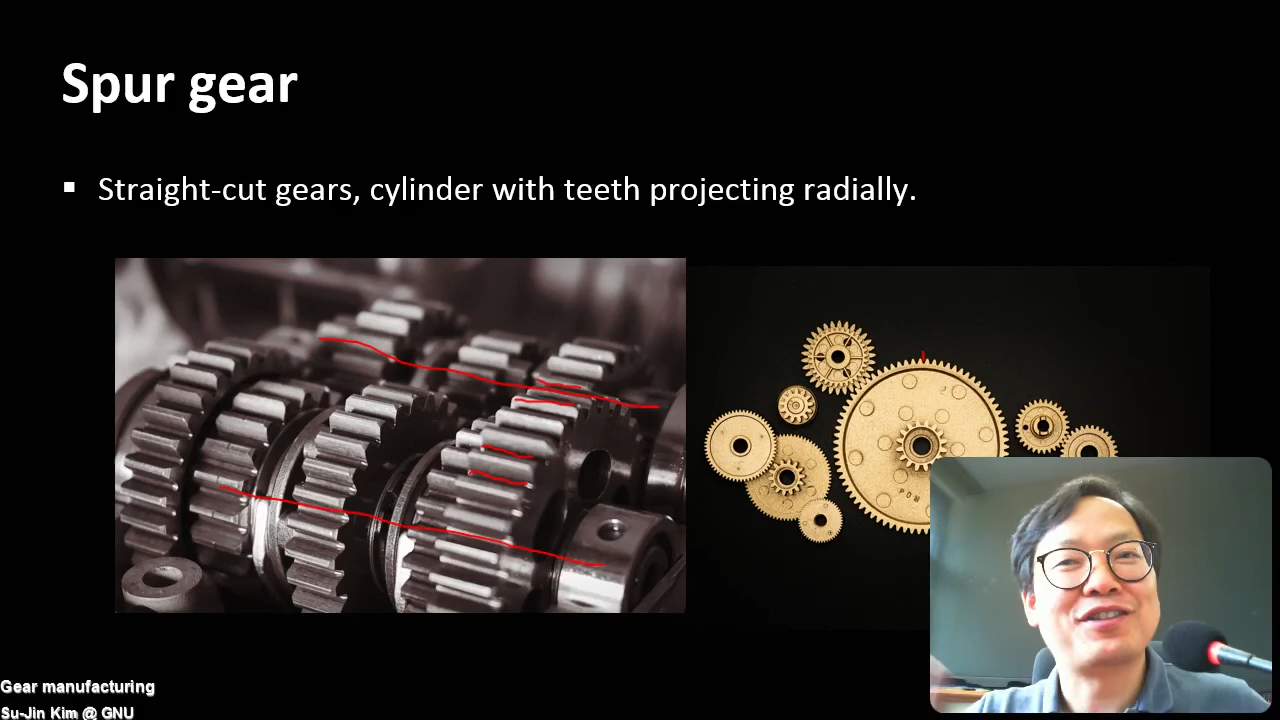 Spur gear
▪ Straight-cut gears, cylinder with teeth projecting radially.
Gear manufacturing
Su-Jin Kim @ GNU